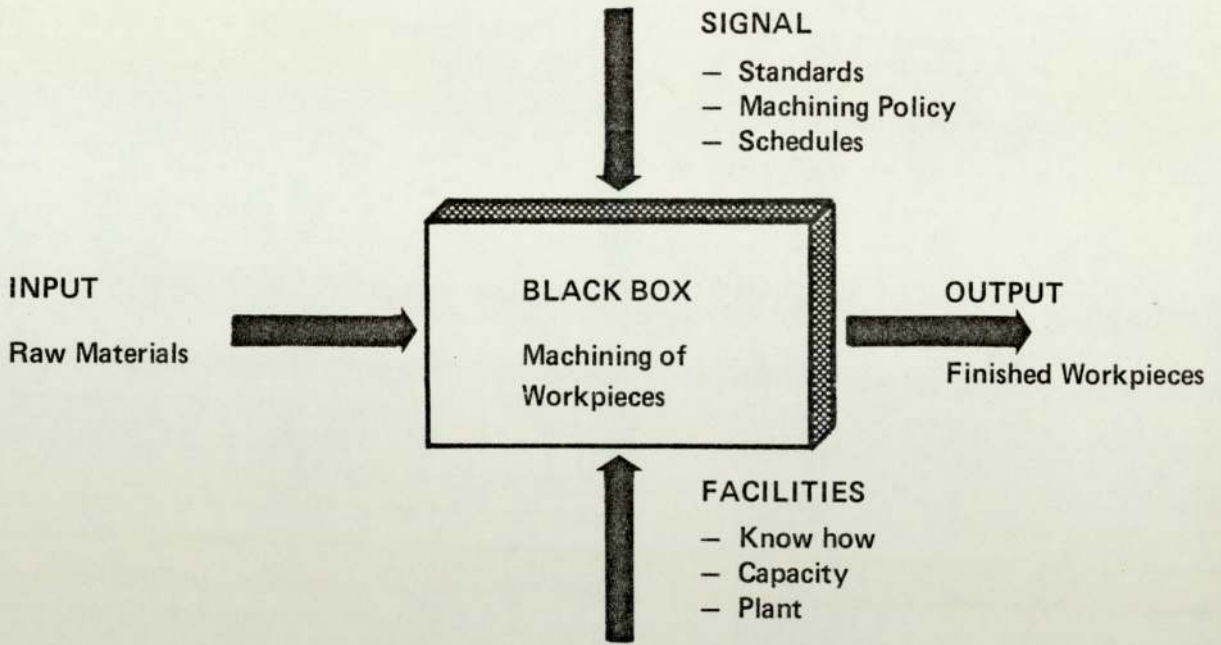 SIGNAL
– Standards
– Machining Policy
– Schedules
INPUT
Raw Materials
BLACK BOX
Machining of
Workpieces
OUTPUT
Finished Workpieces
FACILITIES
– Know how
– Capacity
– Plant